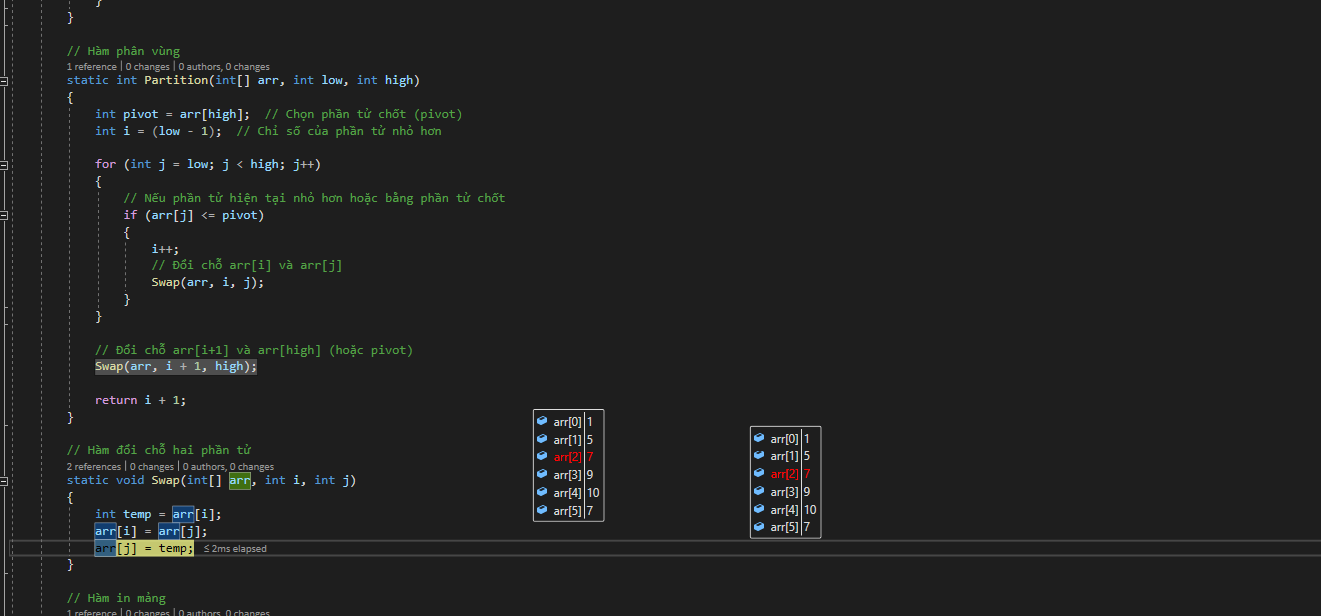 }
}
// Hàm phân vùng
1 reference | 0 changes | 0 authors, 0 changes
static int Partition(int[] arr, int low, int high)
{
int pivot = arr[high];  // Chọn phần tử chốt (pivot)
int i = (low - 1);  // Chỉ số của phần tử nhỏ hơn
for (int j = low; j < high; j++)
{
// Nếu phần tử hiện tại nhỏ hơn hoặc bằng phần tử chốt
if (arr[j] <= pivot)
{
i++;
// Đổi chỗ arr[i] và arr[j]
Swap(arr, i, j);
}
}
// Đổi chỗ arr[i+1] và arr[high] (hoặc pivot)
Swap(arr, i + 1, high);
return i + 1;
}
// Hàm đổi chỗ hai phần tử
2 references | 0 changes | 0 authors, 0 changes
static void Swap(int[] arr, int i, int j)
{
int temp = arr[i];
arr[i] = arr[j];
arr[j] = temp; ≤ 2ms elapsed
}
// Hàm in mảng
1 reference | 0 changes | 0 authors, 0 changes
arr[0] 1
arr[1] 5
arr[2] 7
arr[3] 9
arr[4] 10
arr[5] 7
arr[0] 1
arr[1] 5
arr[2] 7
arr[3] 9
arr[4] 10
arr[5] 7